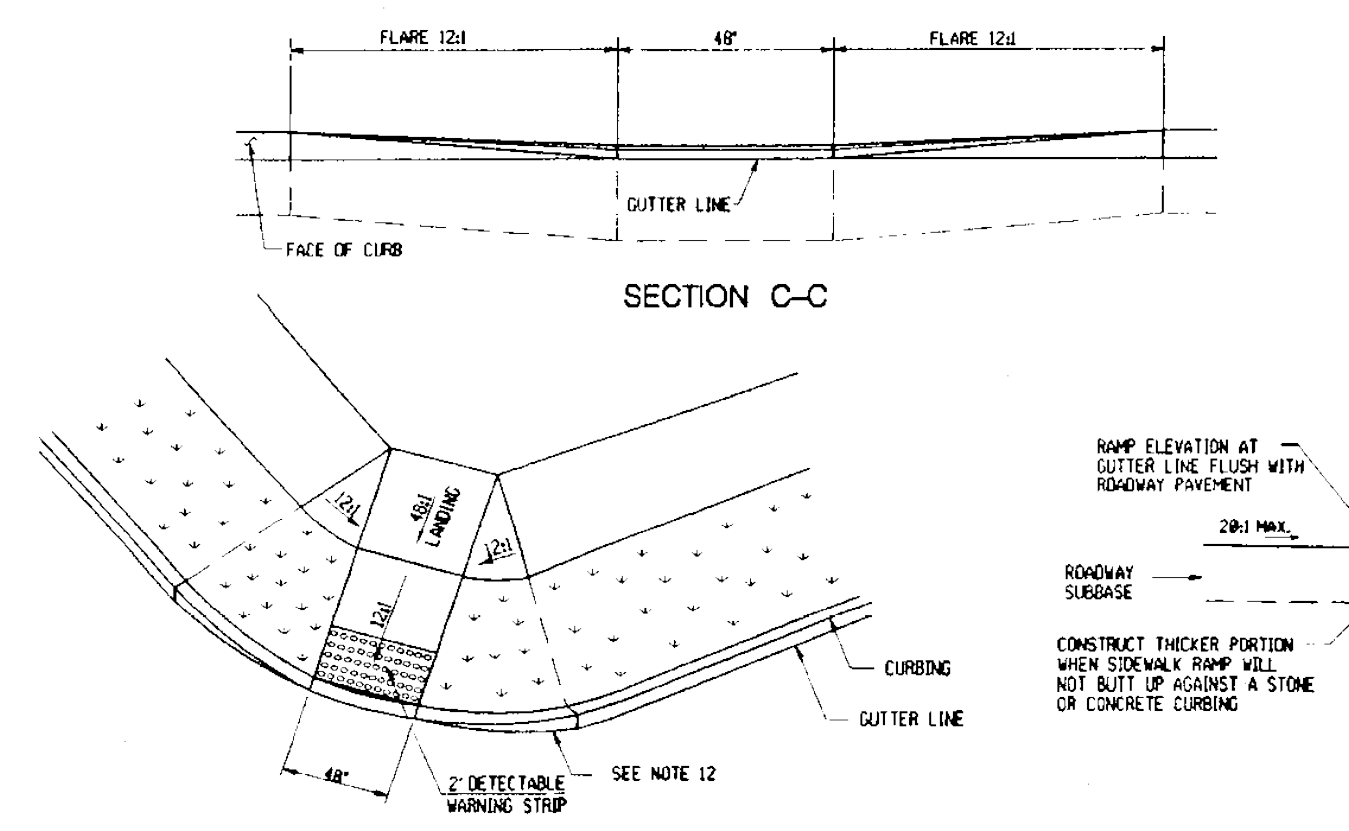 FLARE 12:1
48"
FLARE 12:1
GUTTER LINE
FACE OF CURB
SECTION C–C
12:1
48:1
LANDING
12:1
12:1
CURBING
GUTTER LINE
SEE NOTE 12
48"
2' DETECTABLE
WARNING STRIP
RAMP ELEVATION AT
GUTTER LINE FLUSH WITH
ROADWAY PAVEMENT
20:1 MAX.
ROADWAY
SUBBASE
CONSTRUCT THICKER PORTION
WHEN SIDEWALK RAMP WILL
NOT BUTT UP AGAINST A STONE
OR CONCRETE CURBING